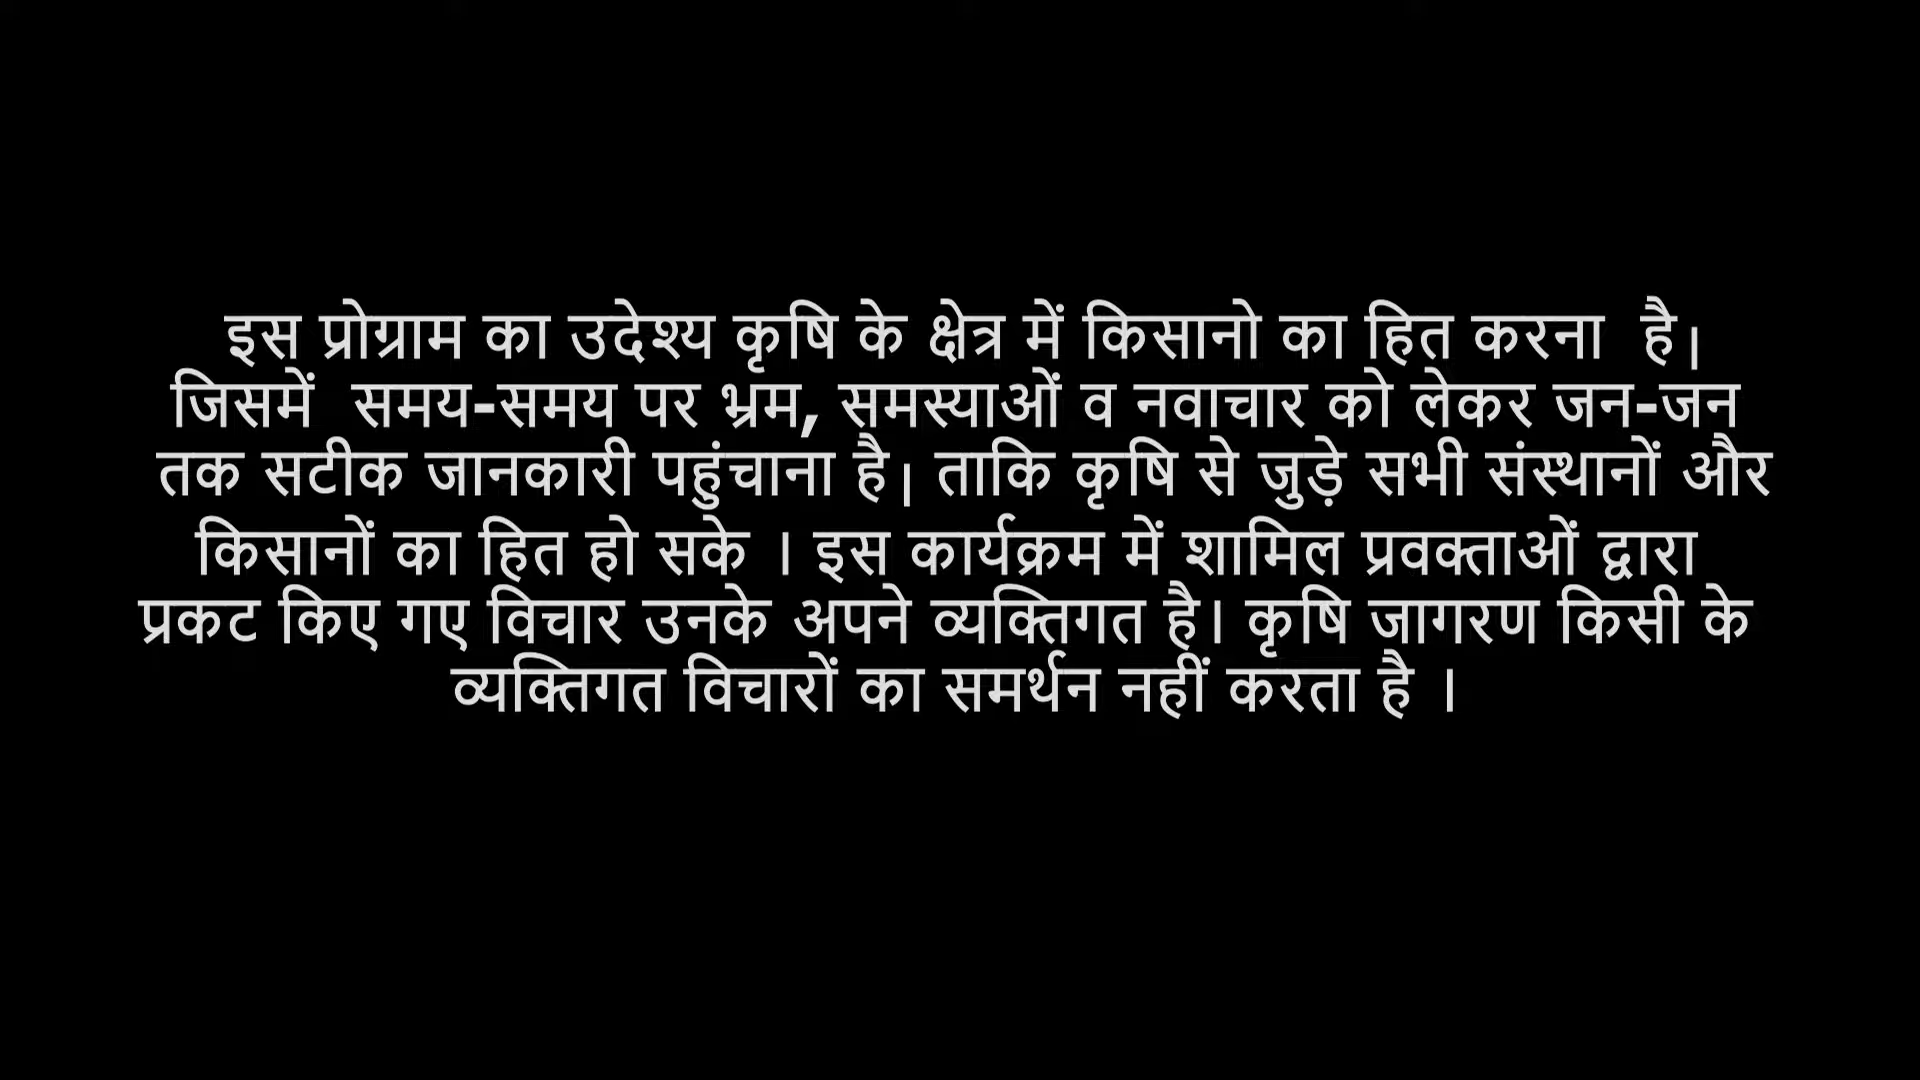 इस प्रोग्राम का उदेश्य कृषि के क्षेत्र में किसानो का हित करना  है।
जिसमें  समय-समय पर भ्रम, समस्याओं व नवाचार को लेकर जन-जन
तक सटीक जानकारी पहुंचाना है। ताकि कृषि से जुड़े सभी संस्थानों और
किसानों का हित हो सके । इस कार्यक्रम में शामिल प्रवक्ताओं द्वारा
प्रकट किए गए विचार उनके अपने व्यक्तिगत है। कृषि जागरण किसी के
व्यक्तिगत विचारों का समर्थन नहीं करता है ।